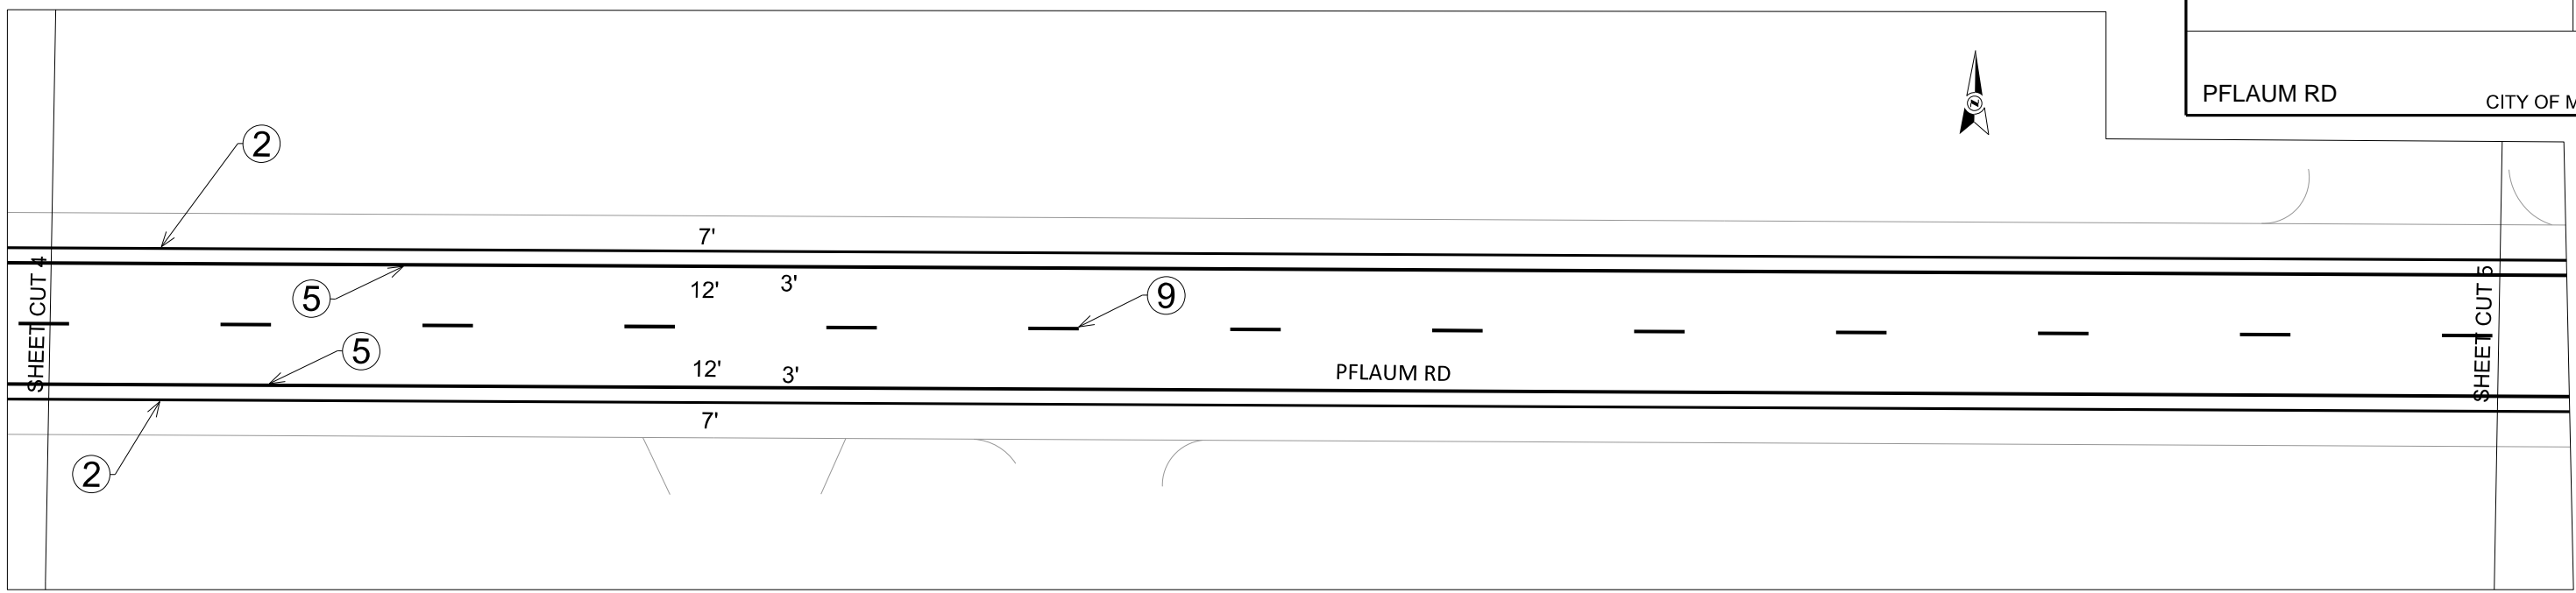 PFLAUM RD
CITY OF M
N
2
7'
SHEET CUT 4
5
12'
3'
9
SHEET CUT 5
5
12'
3'
PFLAUM RD
7'
2